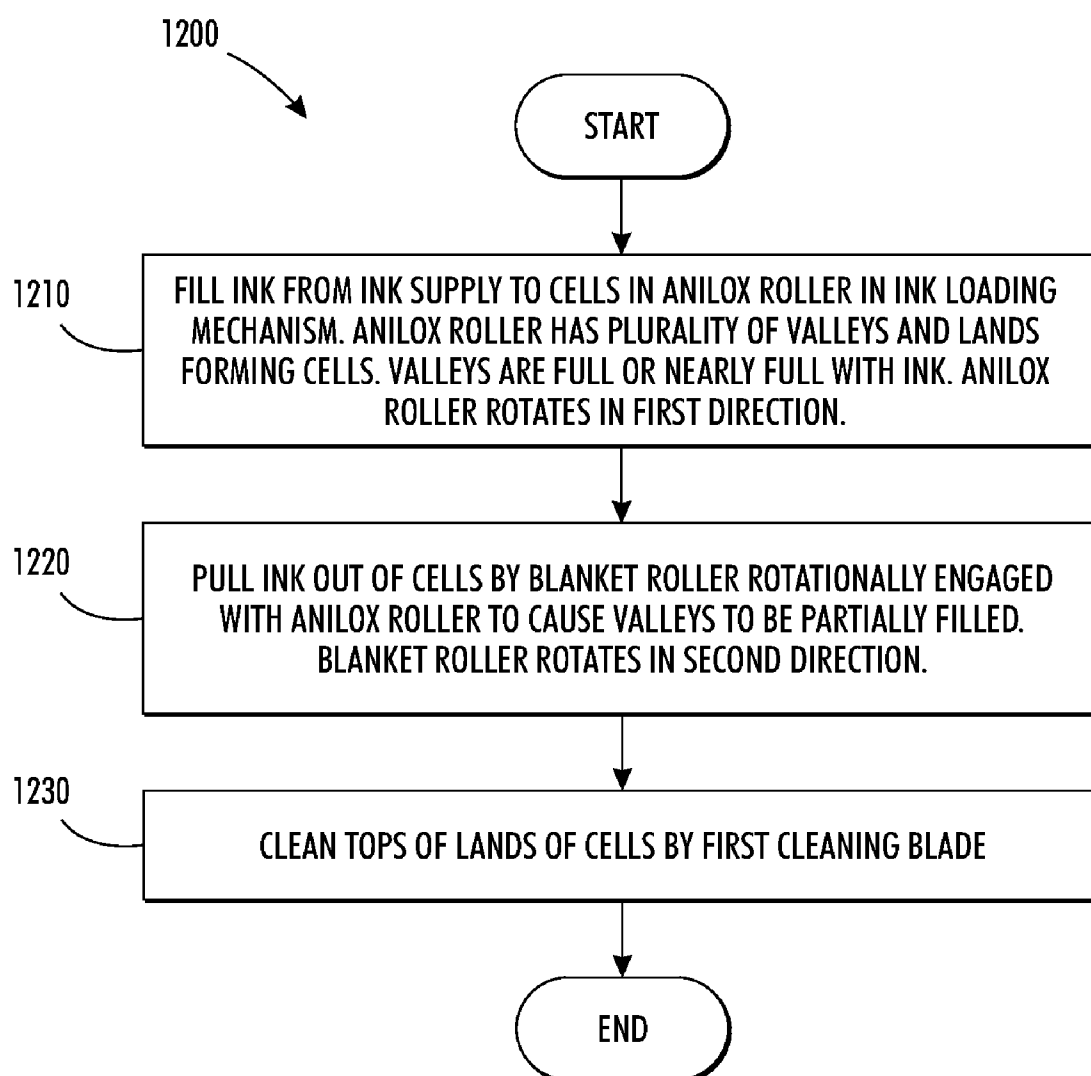 1200
START
1210
FILL INK FROM INK SUPPLY TO CELLS IN ANILOX ROLLER IN INK LOADING
MECHANISM. ANILOX ROLLER HAS PLURALITY OF VALLEYS AND LANDS
FORMING CELLS. VALLEYS ARE FULL OR NEARLY FULL WITH INK. ANILOX
ROLLER ROTATES IN FIRST DIRECTION.
1220
PULL INK OUT OF CELLS BY BLANKET ROLLER ROTATIONALLY ENGAGED
WITH ANILOX ROLLER TO CAUSE VALLEYS TO BE PARTIALLY FILLED.
BLANKET ROLLER ROTATES IN SECOND DIRECTION.
1230
CLEAN TOPS OF LANDS OF CELLS BY FIRST CLEANING BLADE
END